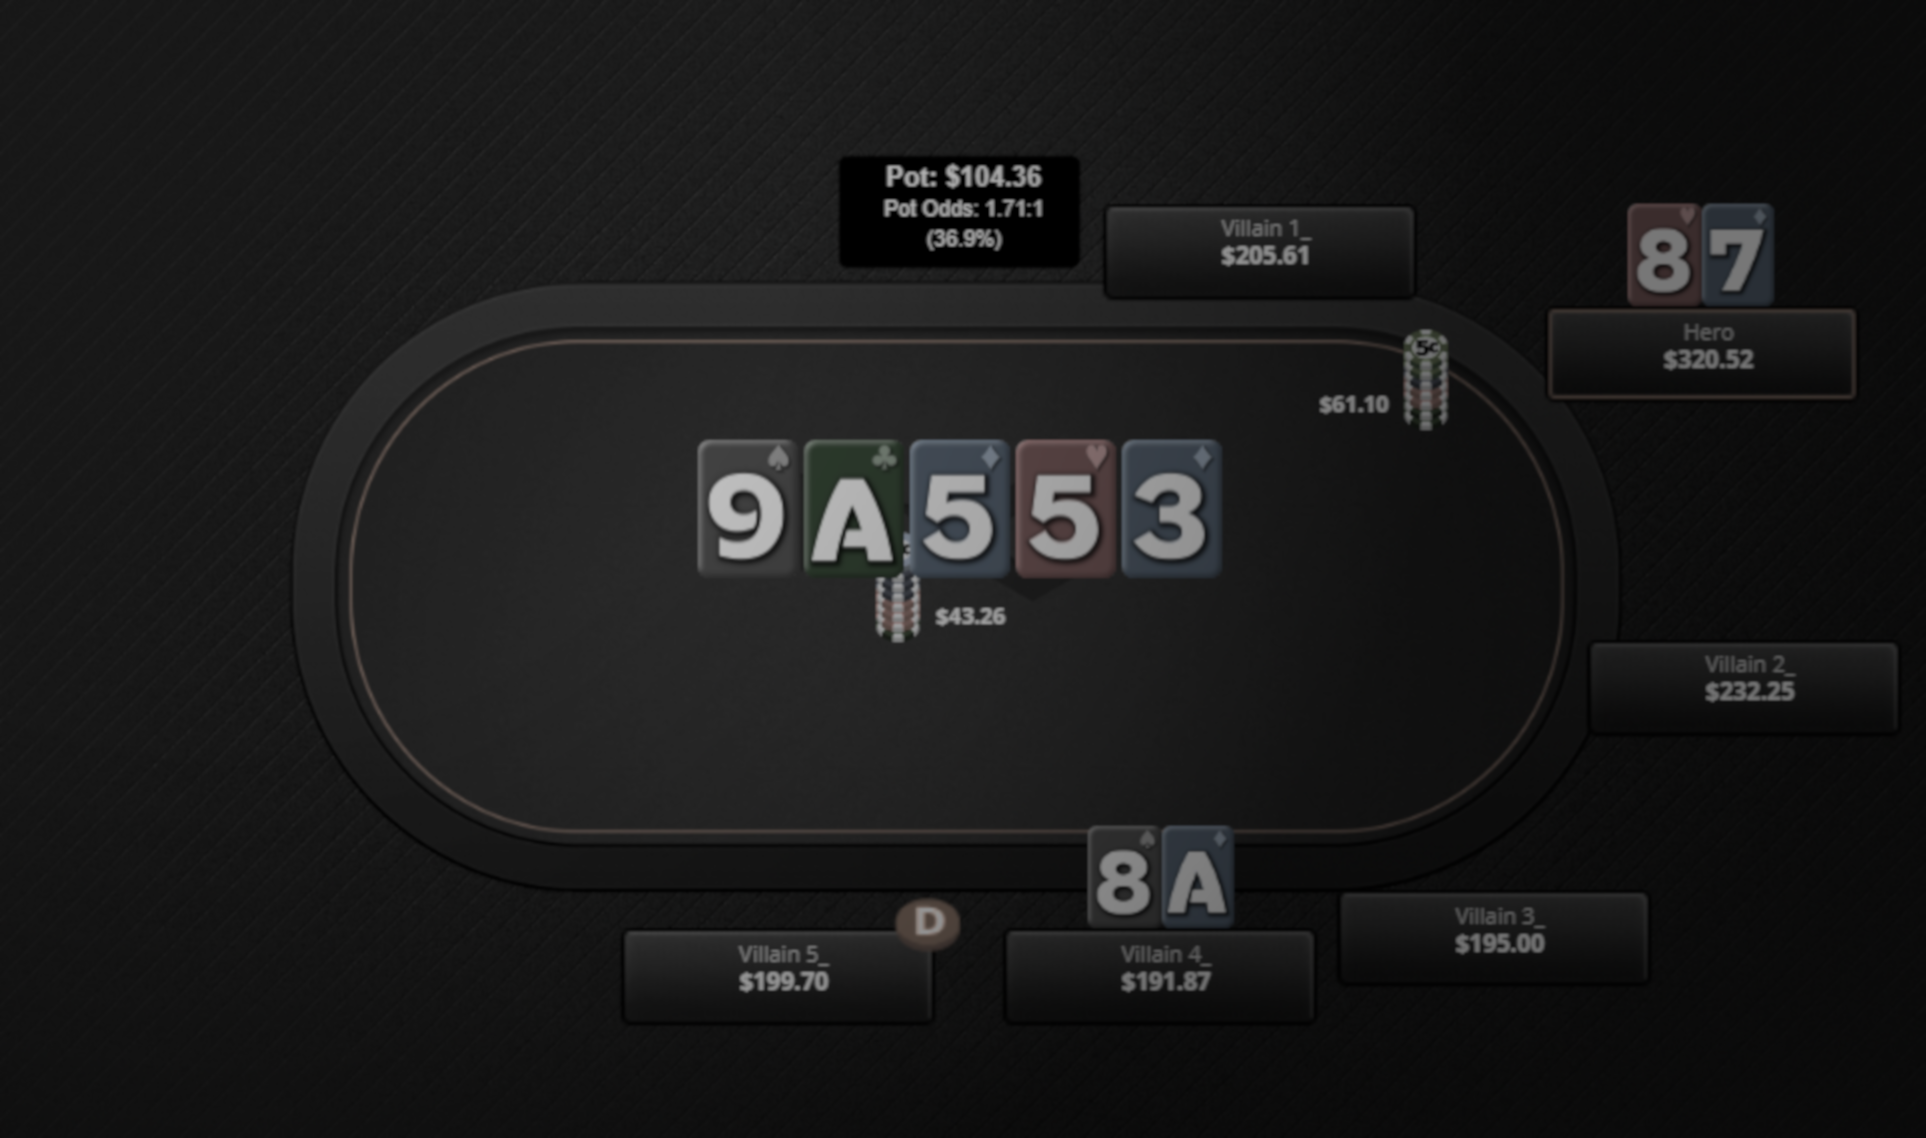 Pot: $104.36
Pot Odds: 1.71:1
(36.9%)
Villain 1_
$205.61
8 7
Hero
$320.52
5c
$61.10
9 A 5 5 3
$43.26
Villain 2_
$232.25
8 A
D
Villain 3_
$195.00
Villain 5_
$199.70
Villain 4_
$191.87